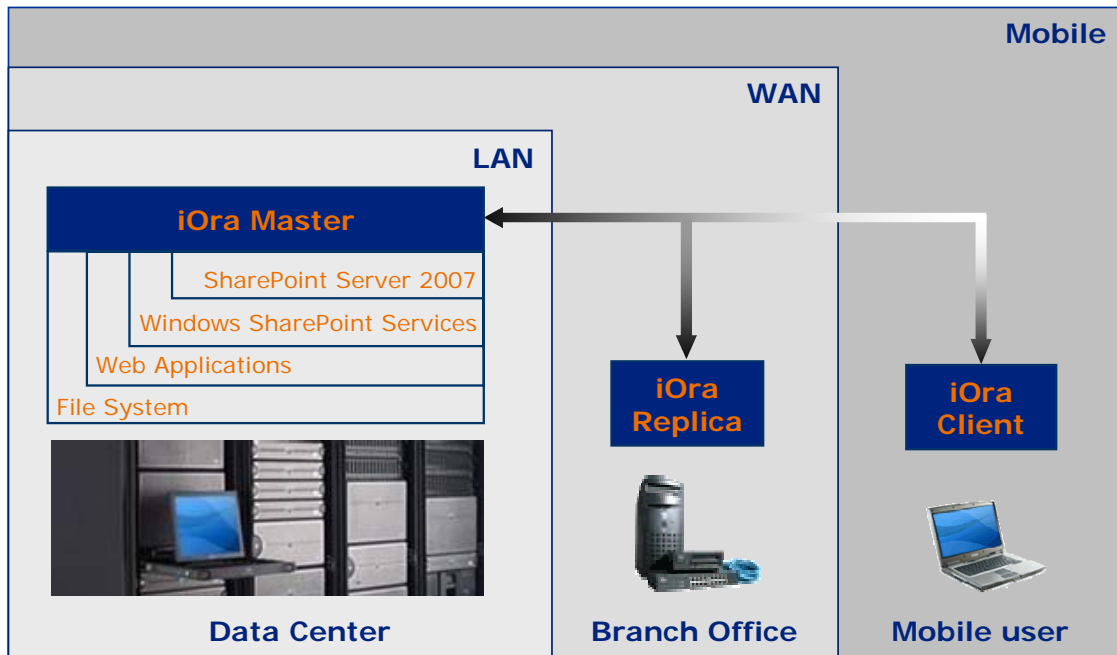 Mobile
WAN
LAN
iOra Master
SharePoint Server 2007
Windows SharePoint Services
Web Applications
File System
iOra
Replica
iOra
Client
Data Center
Branch Office
Mobile user